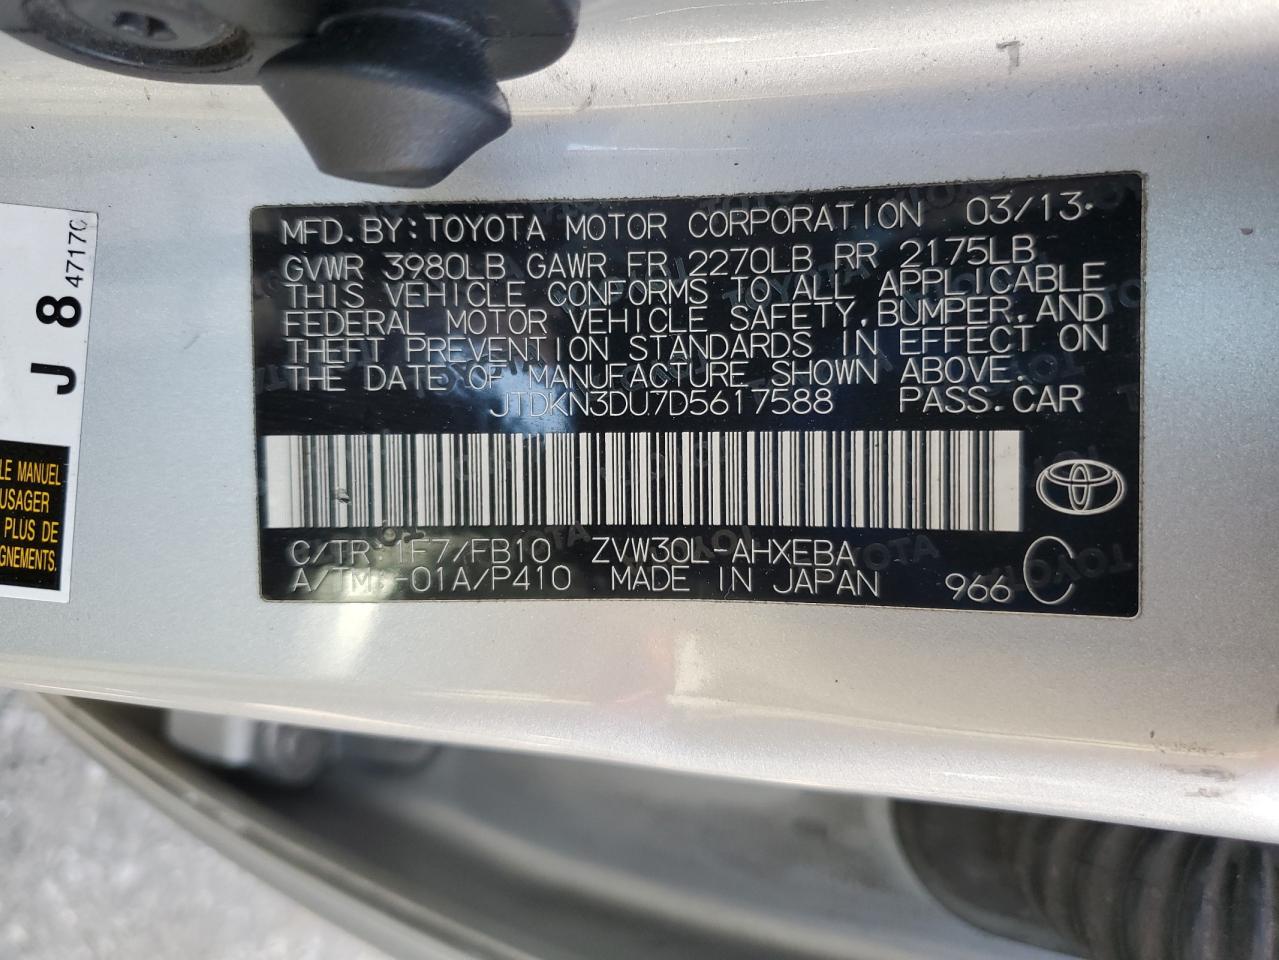 MFD. BY: TOYOTA MOTOR CORPORATION 03/13
GVWR 3980LB GAWR FR 2270LB RR 2175LB
THIS VEHICLE CONFORMS TO ALL APPLICABLE
FEDERAL MOTOR VEHICLE SAFETY, BUMPER, AND
THEFT PREVENTION STANDARDS IN EFFECT ON
THE DATE OF MANUFACTURE SHOWN ABOVE.
JTDKN3DU7D5617588 PASS. CAR
C/TR: 1F7/FB10 ZVW30L-AHXEBA
A/TM: -01A/P410 MADE IN JAPAN 966 C
J 8 47170
LE MANUEL
USAGER
PLUS DE
GNEMENTS.